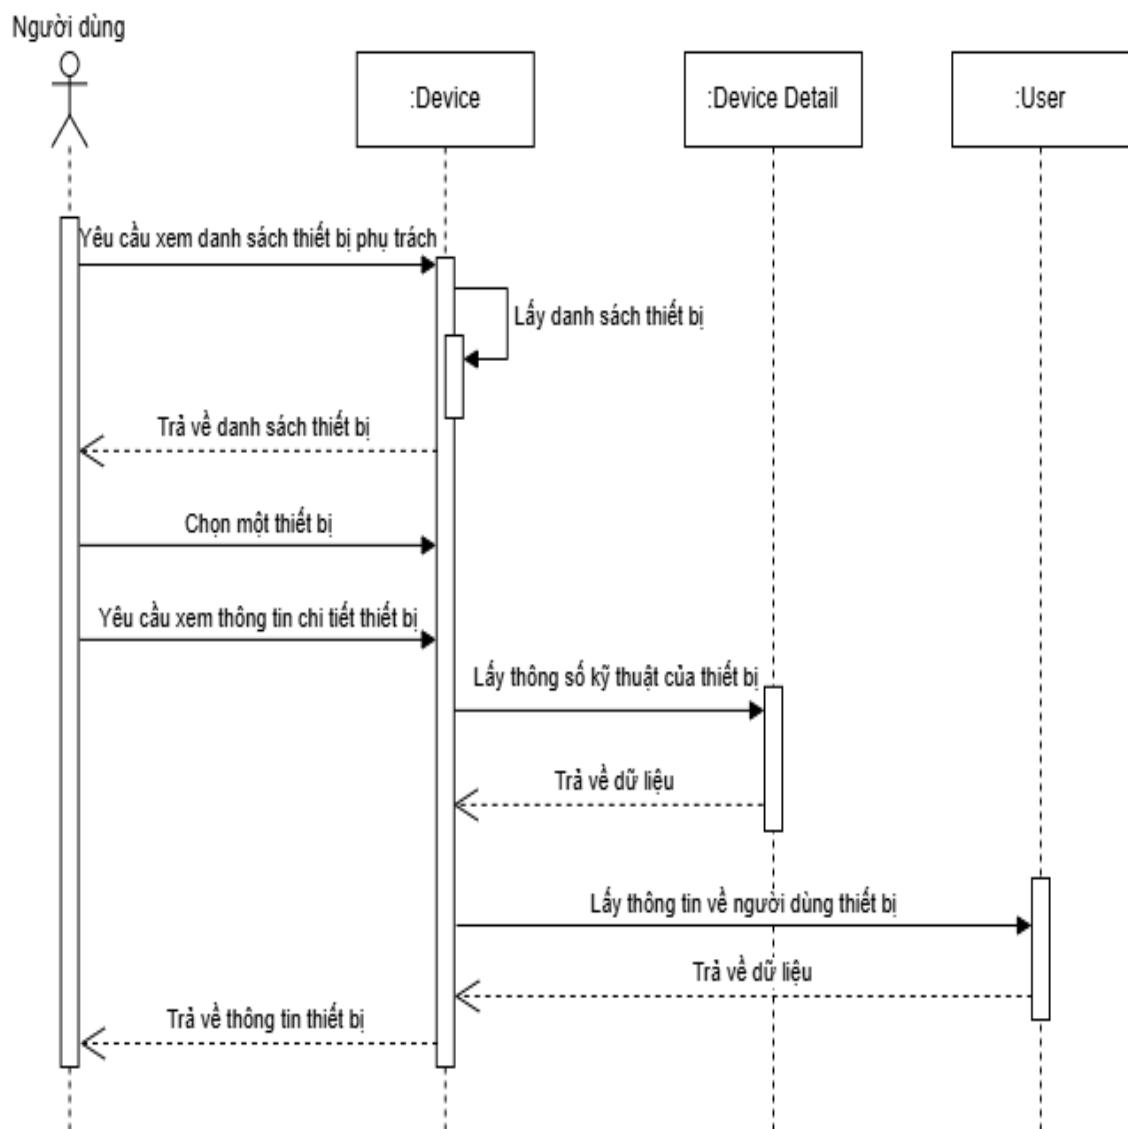 Người dùng
:Device
:Device Detail
:User
Yêu cầu xem danh sách thiết bị phụ trách
Lấy danh sách thiết bị
Trả về danh sách thiết bị
Chọn một thiết bị
Yêu cầu xem thông tin chi tiết thiết bị
Lấy thông số kỹ thuật của thiết bị
Trả về dữ liệu
Lấy thông tin về người dùng thiết bị
Trả về dữ liệu
Trả về thông tin thiết bị